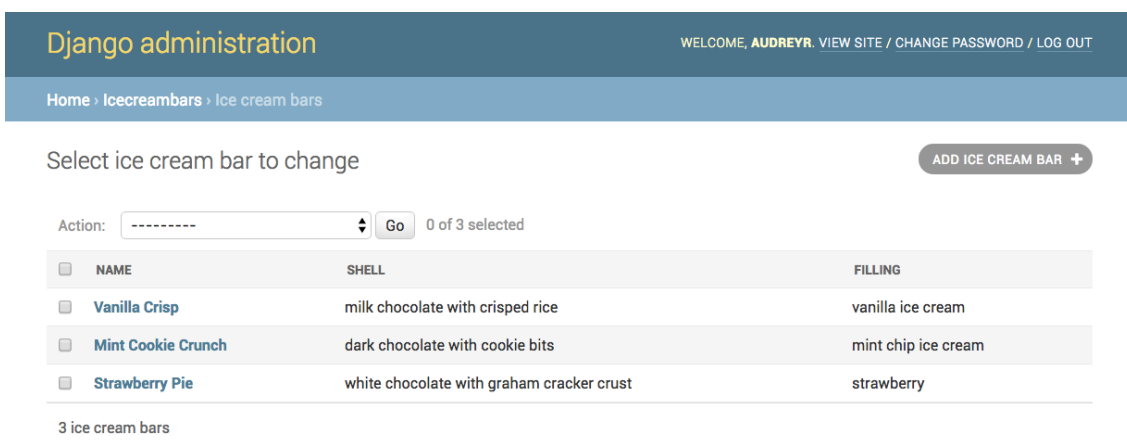 Django administration
WELCOME, AUDREYR. VIEW SITE / CHANGE PASSWORD / LOG OUT
Home › Icecreambars › Ice cream bars
Select ice cream bar to change
ADD ICE CREAM BAR +
Action: --------- Go 0 of 3 selected
NAME SHELL FILLING
Vanilla Crisp milk chocolate with crisped rice vanilla ice cream
Mint Cookie Crunch dark chocolate with cookie bits mint chip ice cream
Strawberry Pie white chocolate with graham cracker crust strawberry
3 ice cream bars